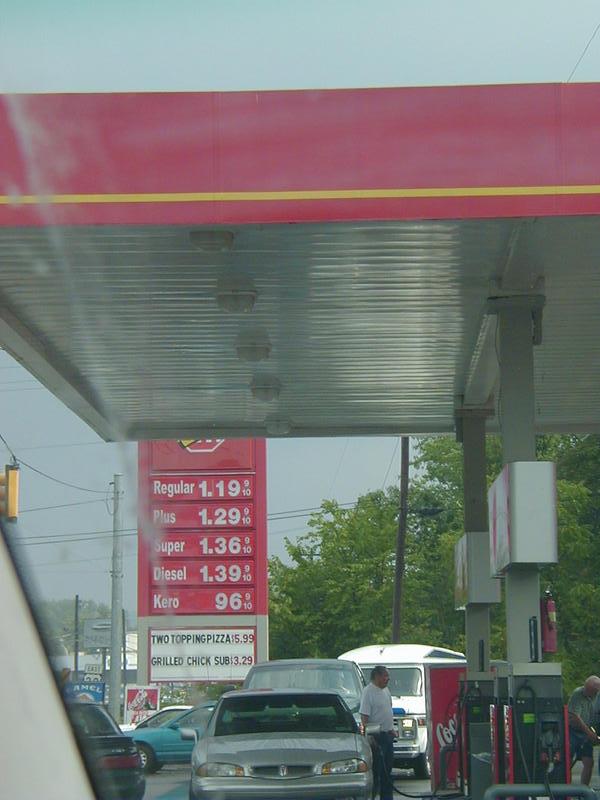 Regular 1.19 9/10
Plus 1.29 9/10
Super 1.36 9/10
Diesel 1.39 9/10
Kero 96 9/10
TWO TOPPING PIZZA 5.99
GRILLED CHICK SUB 3.29
CAMEL
Coca